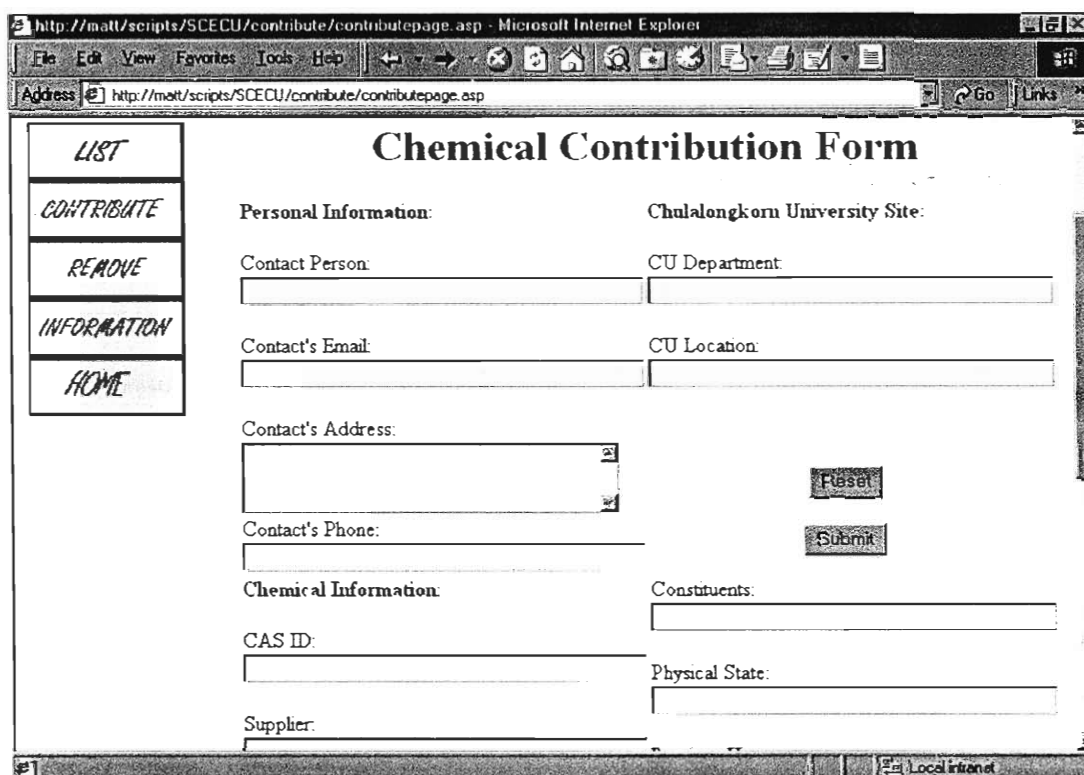 http://matt/scripts/SCECU/contribute/contributepage.asp - Microsoft Internet Explorer
File Edit View Favorites Tools Help
Address http://matt/scripts/SCECU/contribute/contributepage.asp Go Links »
LIST
CONTRIBUTE
REMOVE
INFORMATION
HOME
Chemical Contribution Form
Personal Information:
Chulalongkorn University Site:
Contact Person:
CU Department:
Contact's Email:
CU Location:
Contact's Address:
Reset
Contact's Phone:
Submit
Chemical Information:
Constituents:
CAS ID:
Physical State:
Supplier:
Local intranet